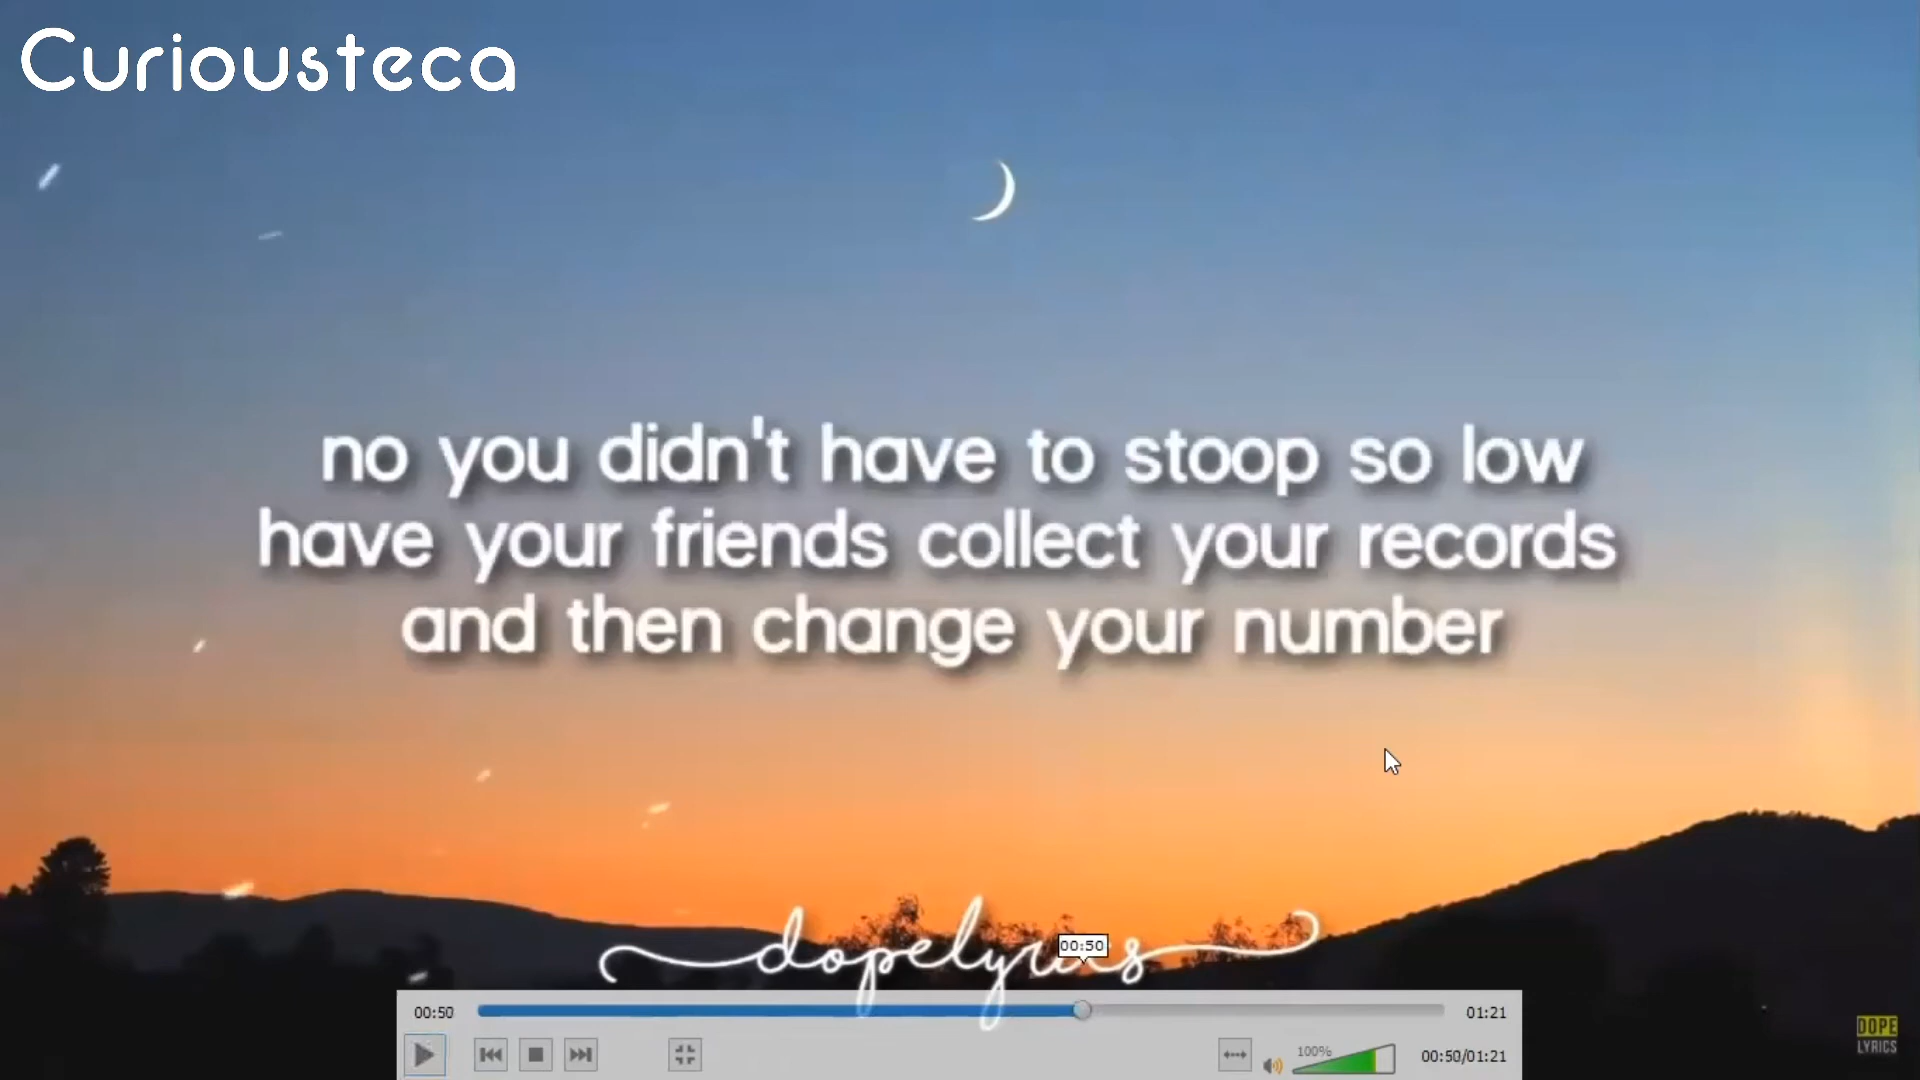 Curiousteca
no you didn't have to stoop so low
have your friends collect your records
and then change your number
dopelyrics
00:50
00:50
01:21
100%
00:50/01:21
DOPE
LYRICS